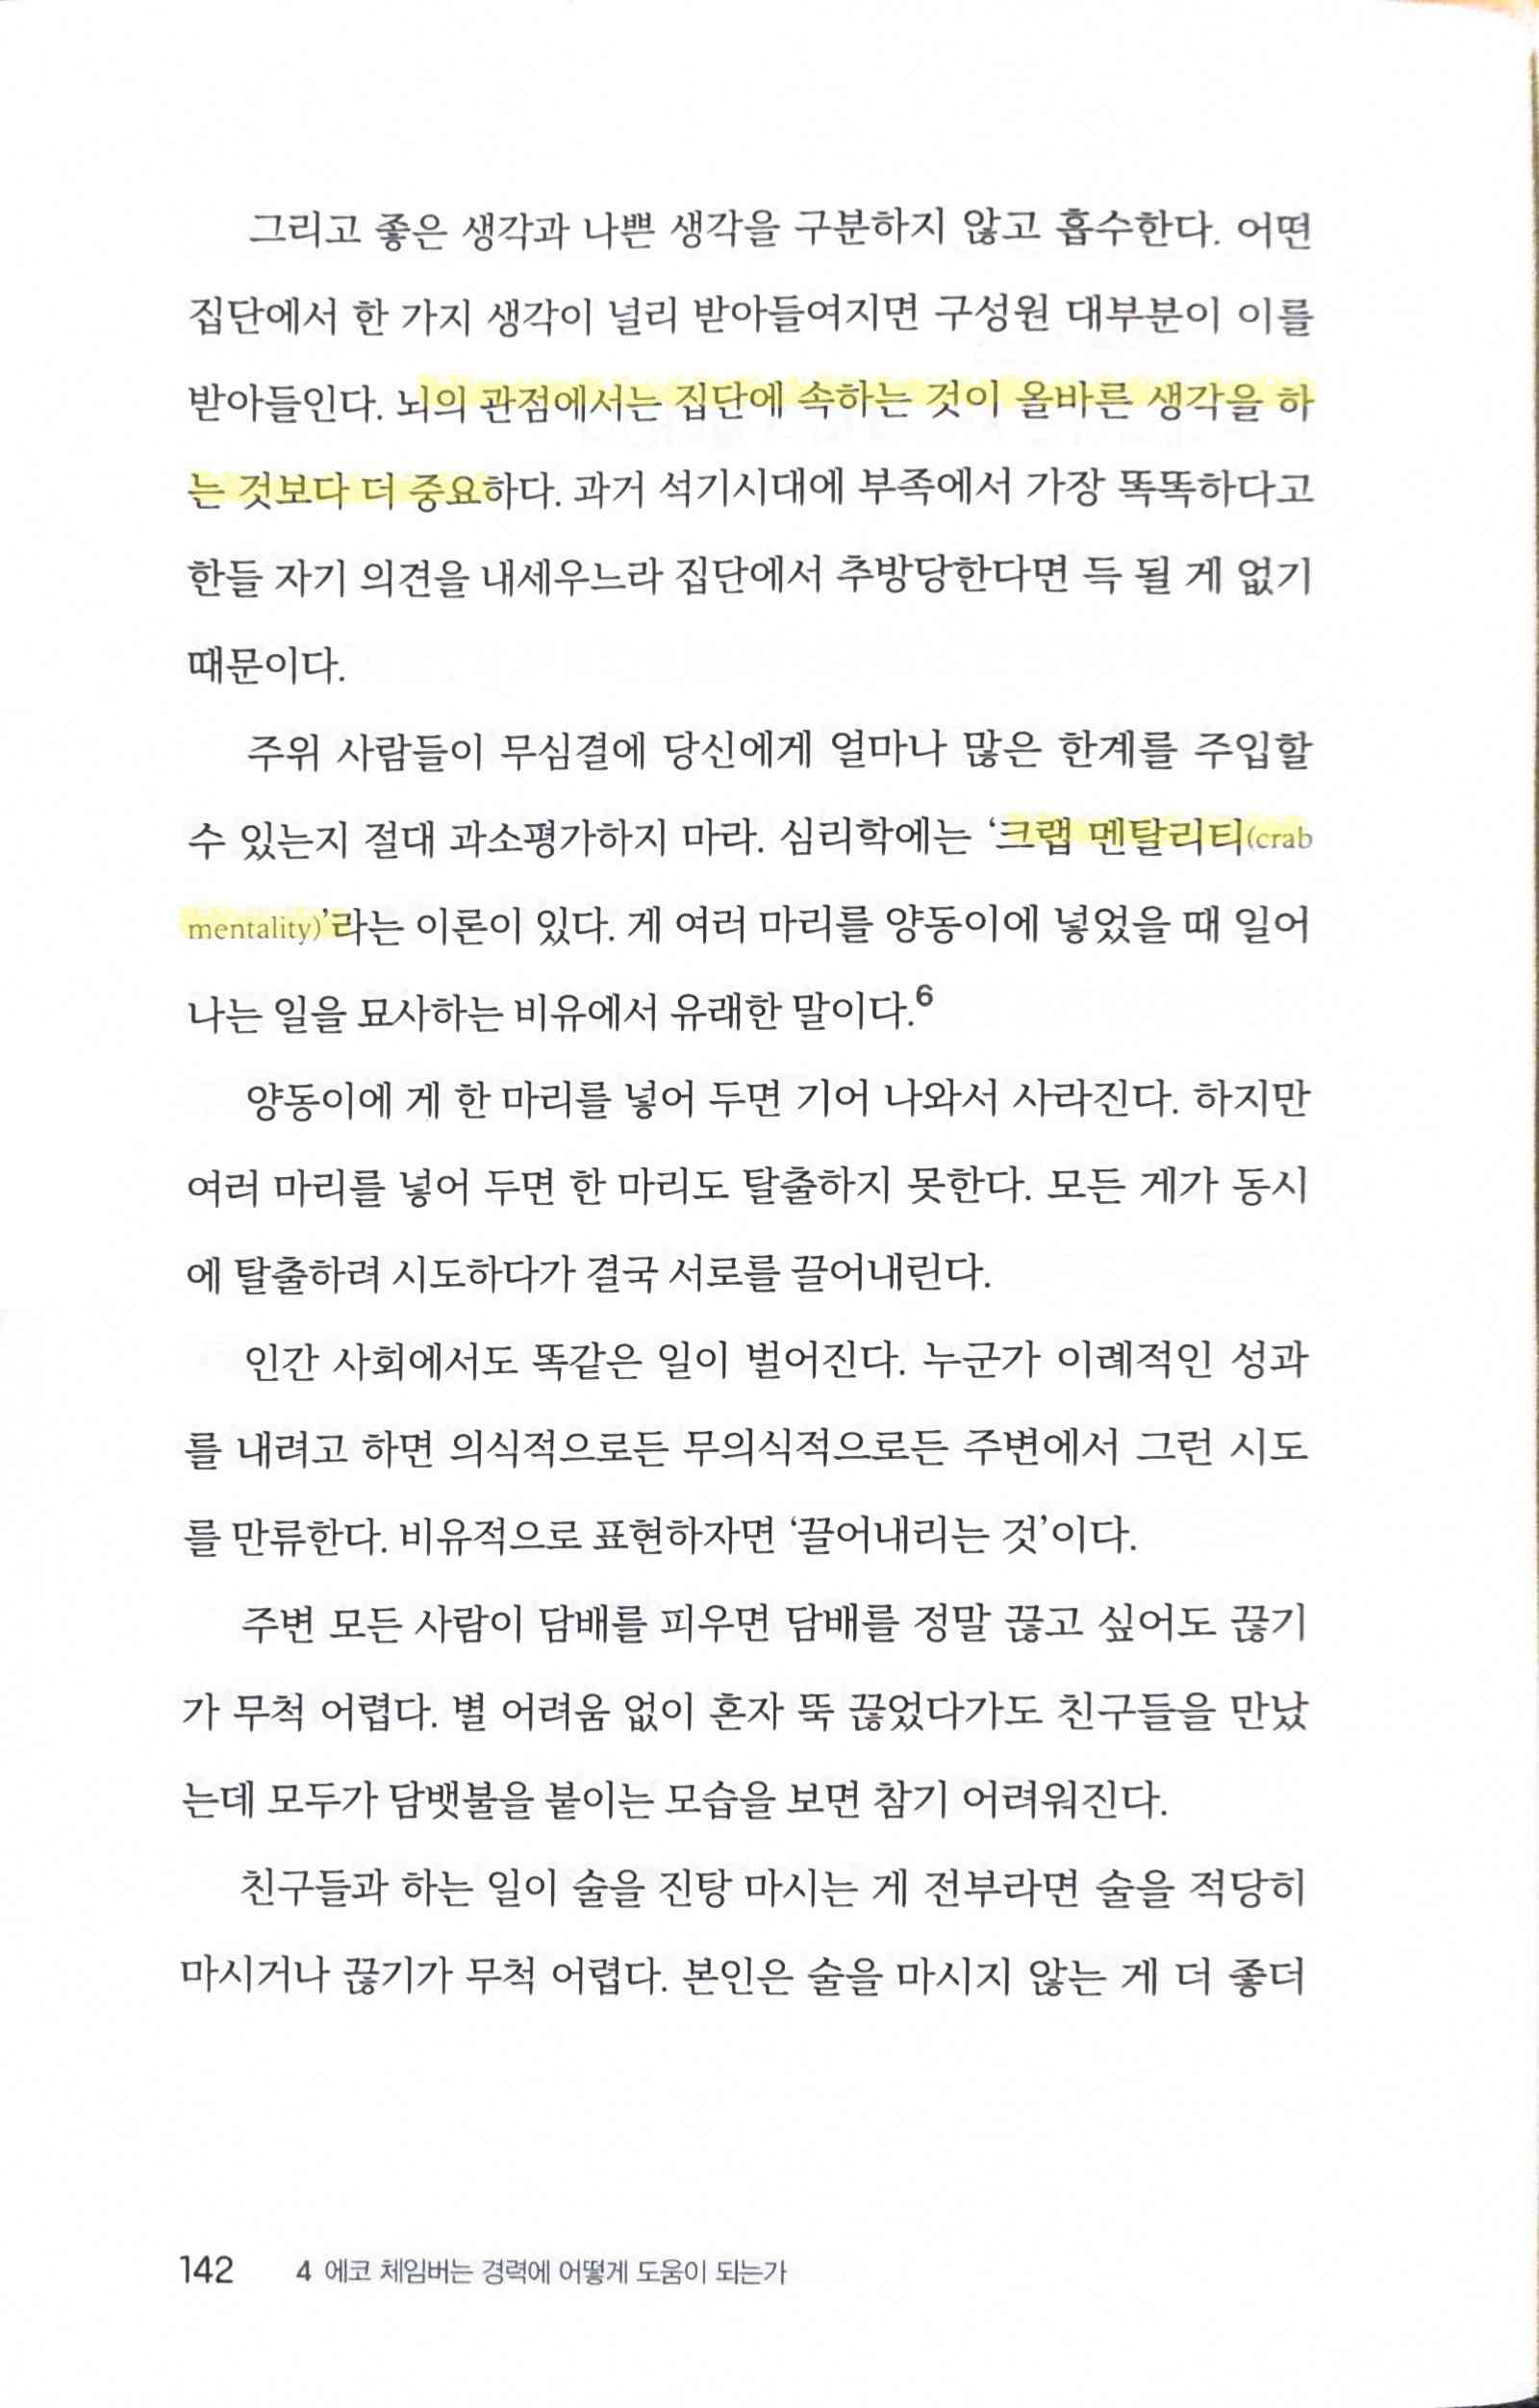 그리고 좋은 생각과 나쁜 생각을 구분하지 않고 흡수한다. 어떤
집단에서 한 가지 생각이 널리 받아들여지면 구성원 대부분이 이를
받아들인다. 뇌의 관점에서는 집단에 속하는 것이 올바른 생각을 하
는 것보다 더 중요하다. 과거 석기시대에 부족에서 가장 똑똑하다고
한들 자기 의견을 내세우느라 집단에서 추방당한다면 득 될 게 없기
때문이다.
주위 사람들이 무심결에 당신에게 얼마나 많은 한계를 주입할
수 있는지 절대 과소평가하지 마라. 심리학에는 ‘크랩 멘탈리티(crab
mentality)’라는 이론이 있다. 게 여러 마리를 양동이에 넣었을 때 일어
나는 일을 묘사하는 비유에서 유래한 말이다.6
양동이에 게 한 마리를 넣어 두면 기어 나와서 사라진다. 하지만
여러 마리를 넣어 두면 한 마리도 탈출하지 못한다. 모든 게가 동시
에 탈출하려 시도하다가 결국 서로를 끌어내린다.
인간 사회에서도 똑같은 일이 벌어진다. 누군가 이례적인 성과
를 내려고 하면 의식적으로든 무의식적으로든 주변에서 그런 시도
를 만류한다. 비유적으로 표현하자면 ‘끌어내리는 것’이다.
주변 모든 사람이 담배를 피우면 담배를 정말 끊고 싶어도 끊기
가 무척 어렵다. 별 어려움 없이 혼자 뚝 끊었다가도 친구들을 만났
는데 모두가 담뱃불을 붙이는 모습을 보면 참기 어려워진다.
친구들과 하는 일이 술을 진탕 마시는 게 전부라면 술을 적당히
마시거나 끊기가 무척 어렵다. 본인은 술을 마시지 않는 게 더 좋더
142 4 에코 체임버는 경력에 어떻게 도움이 되는가